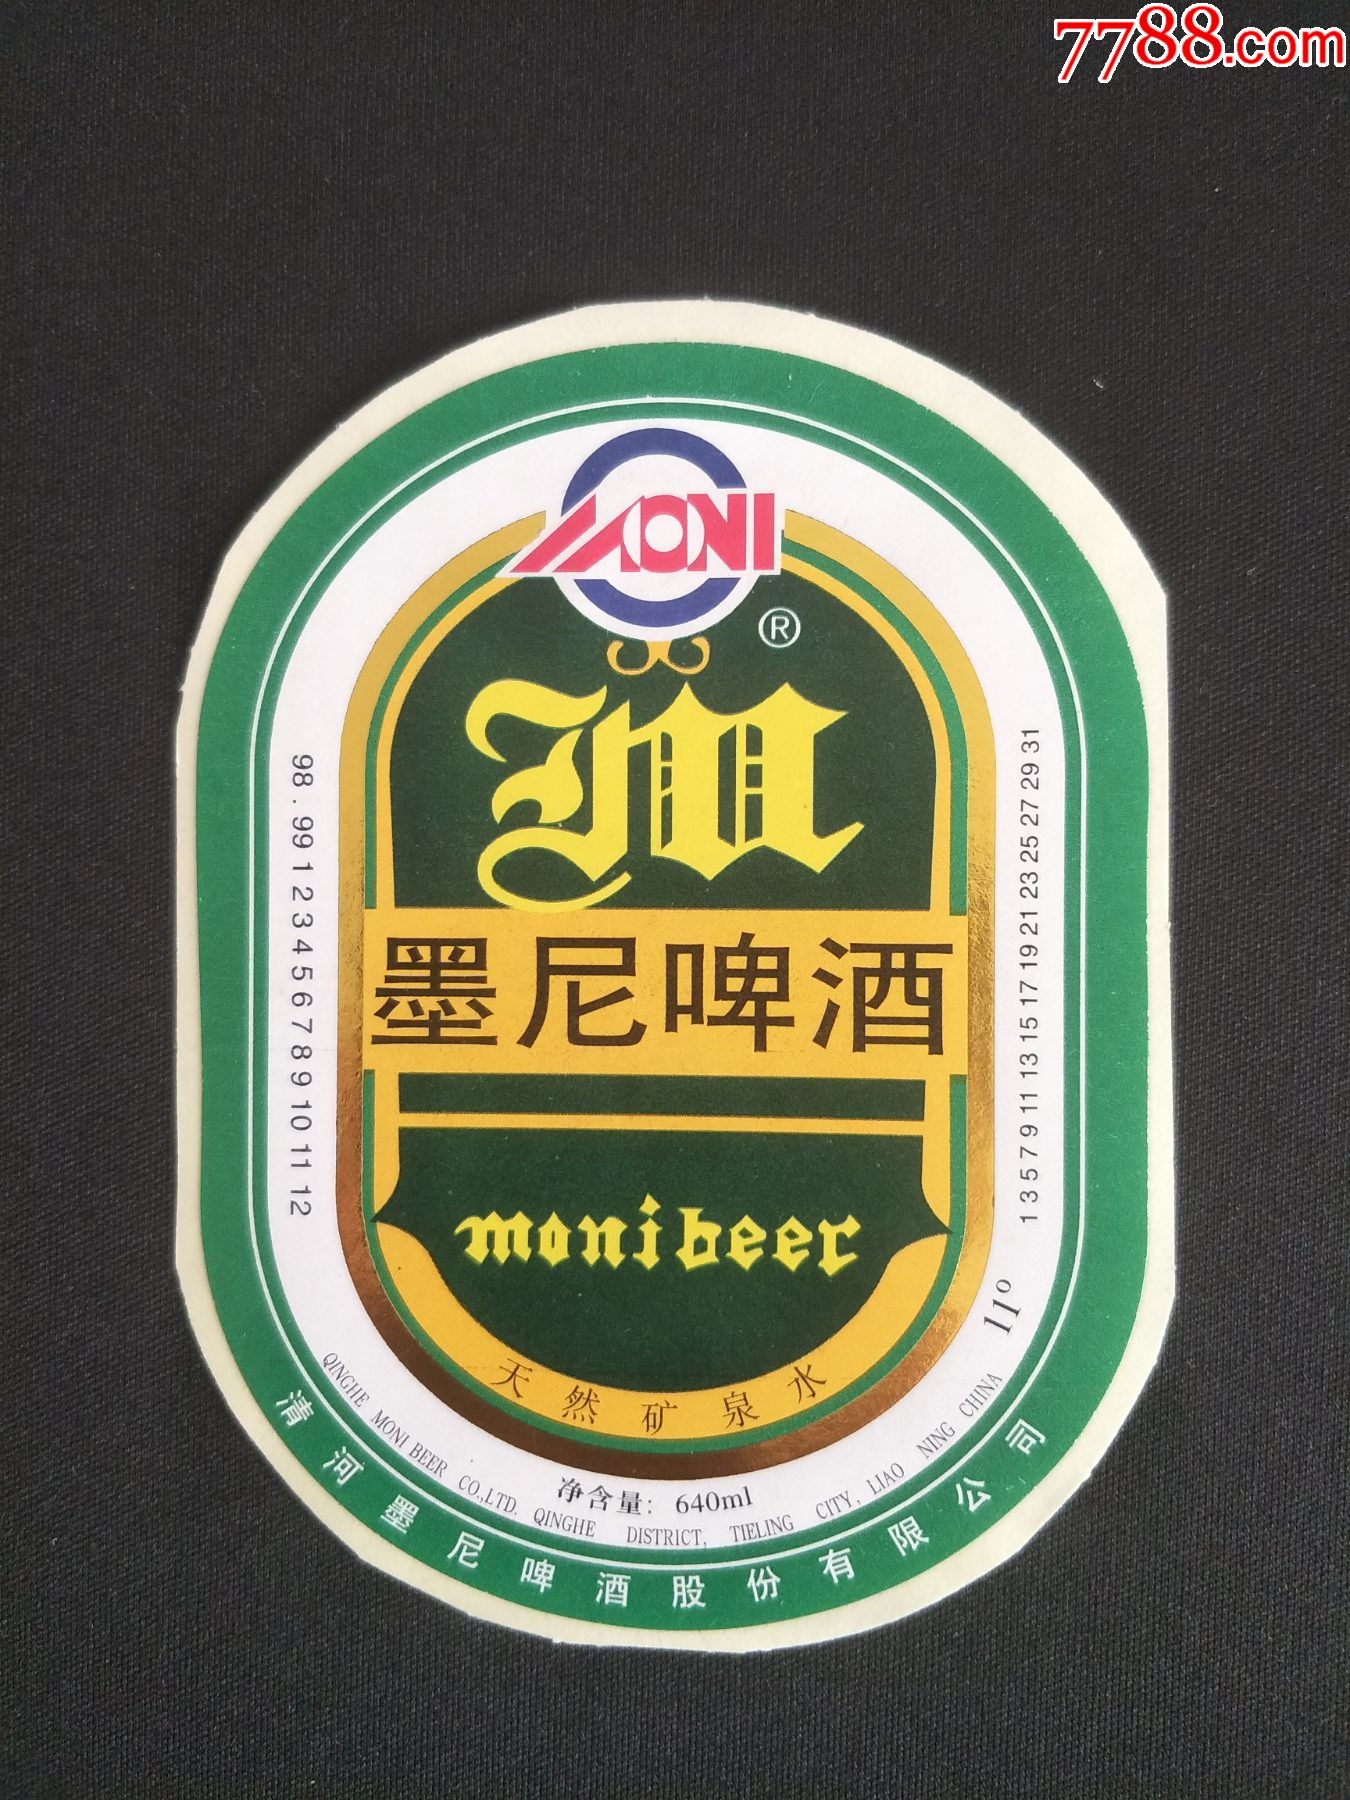 7788.com
MONI
®
M
墨尼啤酒
moni beer
天然矿泉水
净含量：640ml
98.99 1 2 3 4 5 6 7 8 9 10 11 12
1 3 5 7 9 11 13 15 17 19 21 23 25 27 29 31
11°
QINGHE MONI BEER CO.,LTD. QINGHE DISTRICT, TIELING CITY, LIAO NING CHINA
清河墨尼啤酒股份有限公司